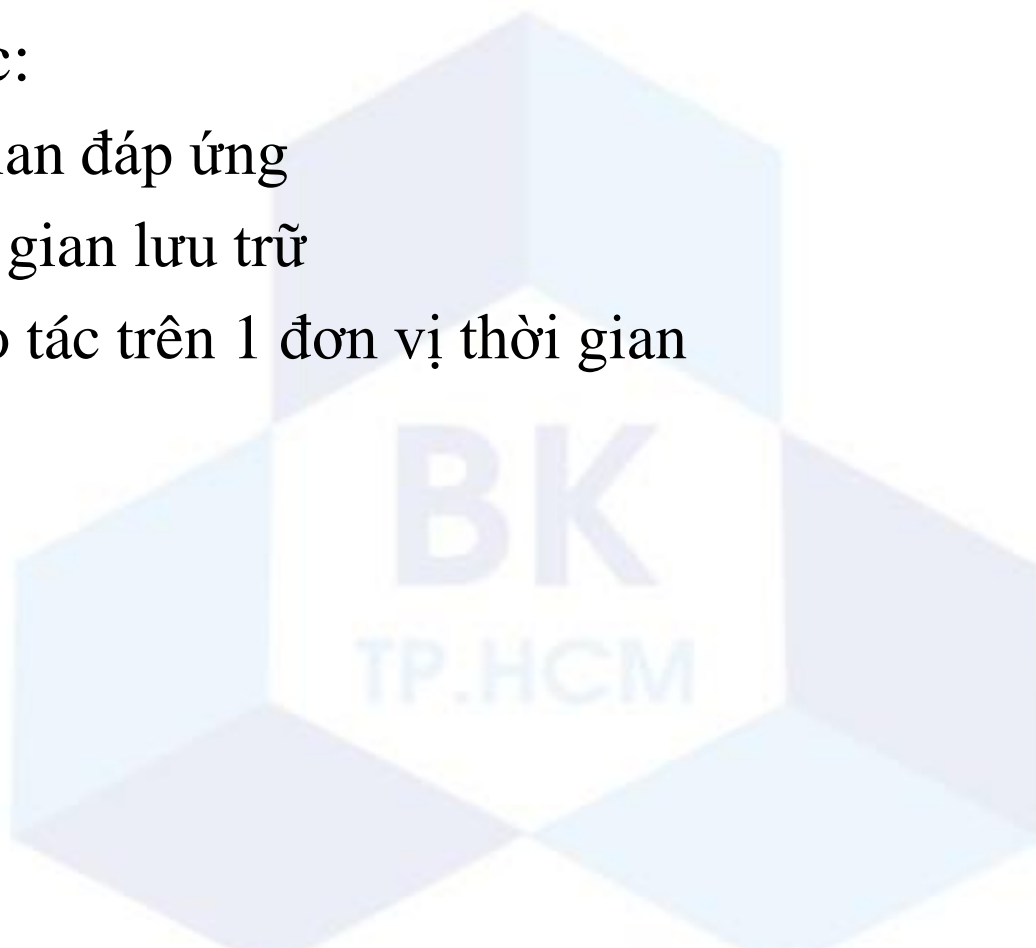 c:
an đáp ứng
gian lưu trữ
tác trên 1 đơn vị thời gian
BK
TP.HCM